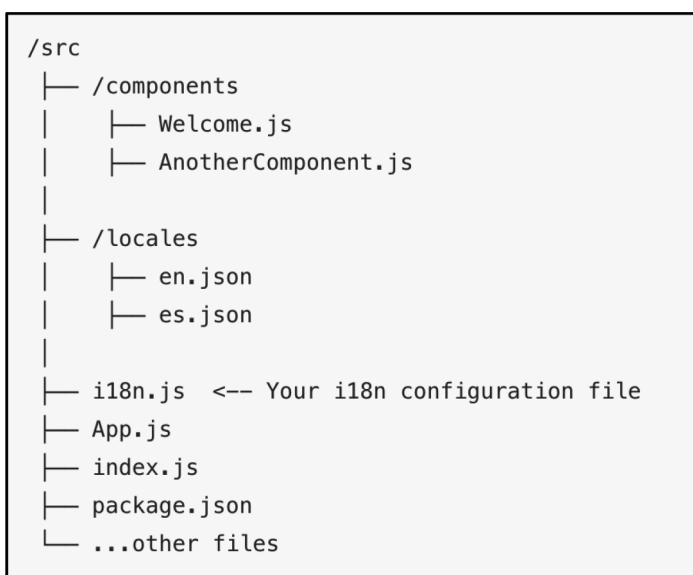 /src
├── /components
│    ├── Welcome.js
│    ├── AnotherComponent.js
│
├── /locales
│    ├── en.json
│    ├── es.json
│
├── i18n.js  <-- Your i18n configuration file
├── App.js
├── index.js
├── package.json
└── ...other files